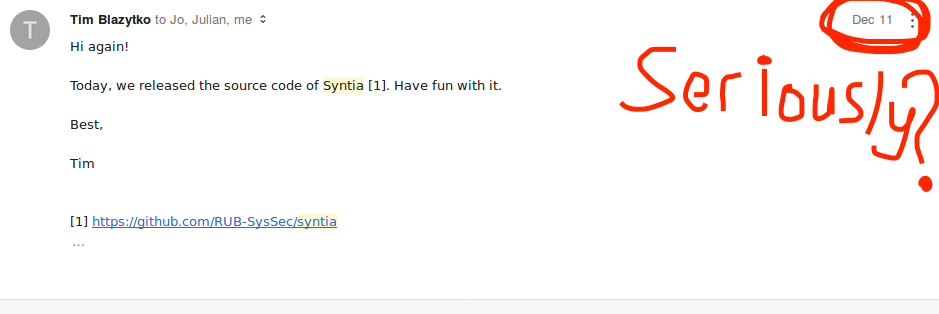 T
Tim Blazytko to Jo, Julian, me
Dec 11
Hi again!
Seriously?
Today, we released the source code of Syntia [1]. Have fun with it.
Best,
Tim
[1] https://github.com/RUB-SysSec/syntia
...